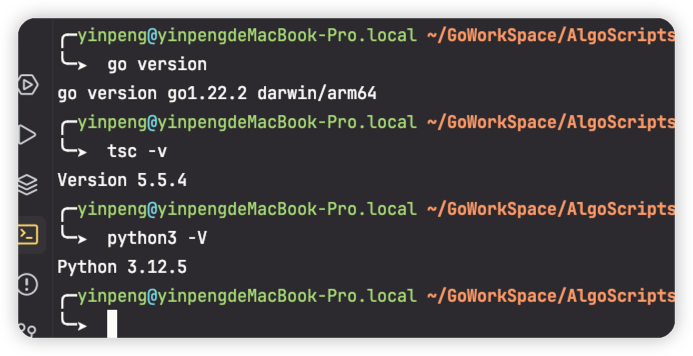 ╭─yinpeng@yinpengdeMacBook-Pro.local ~/GoWorkSpace/AlgoScripts
╰─➤  go version
go version go1.22.2 darwin/arm64
╭─yinpeng@yinpengdeMacBook-Pro.local ~/GoWorkSpace/AlgoScripts
╰─➤  tsc -v
Version 5.5.4
╭─yinpeng@yinpengdeMacBook-Pro.local ~/GoWorkSpace/AlgoScripts
╰─➤  python3 -V
Python 3.12.5
╭─yinpeng@yinpengdeMacBook-Pro.local ~/GoWorkSpace/AlgoScripts
╰─➤